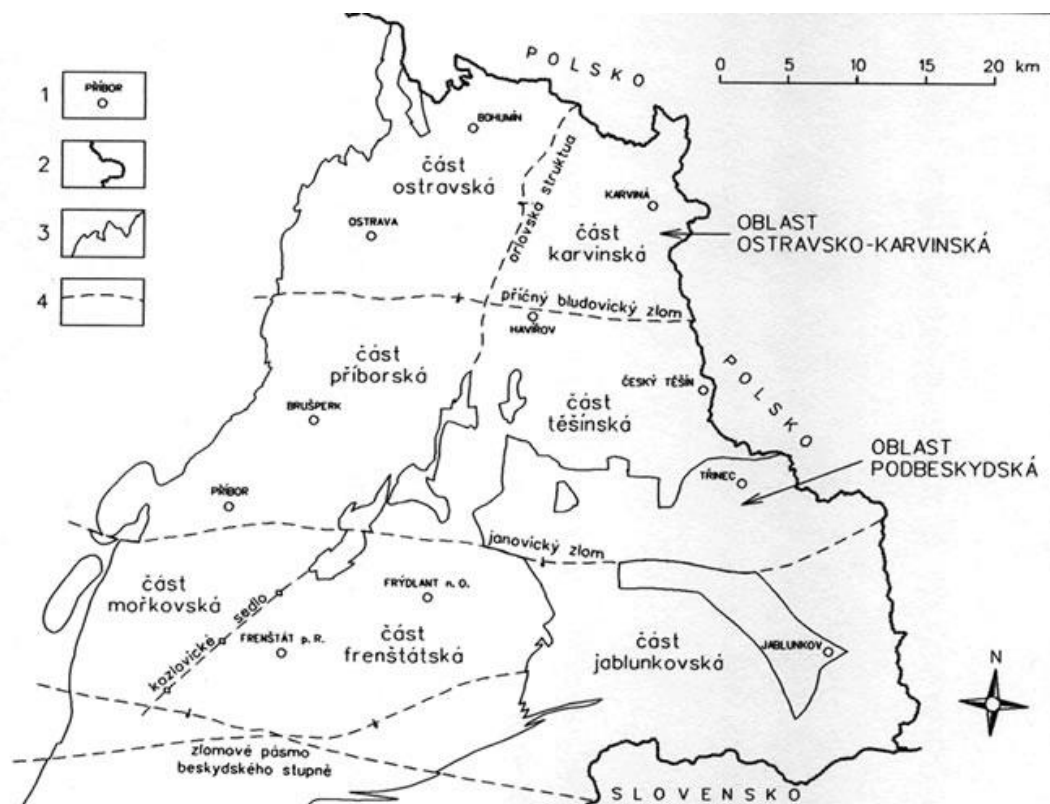 1
PŘÍBOR
2
3
4
POLSKO
0 5 10 15 20 km
BOHUMÍN
část
ostravská
OSTRAVA
orlovská struktua
KARVINÁ
část
karvinská
OBLAST
OSTRAVSKO-KARVINSKÁ
příčný bludovický zlom
HAVÍŘOV
část
příborská
BRUŠPERK
ČESKÝ TĚŠÍN
POLSKO
část
těšínská
OBLAST
PODBESKYDSKÁ
TŘINEC
PŘÍBOR
janovický zlom
část
mořkovská
FRÝDLANT n. O.
kozlovické sedlo
FRENŠTÁT p. R.
část
frenštátská
část
jablunkovská
JABLUNKOV
N
zlomové pásmo
beskydského stupně
SLOVENSKO